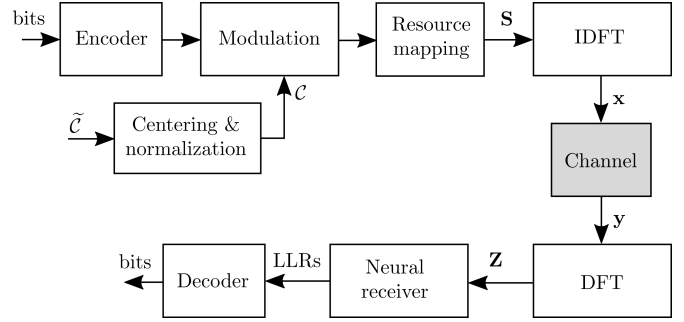 bits
Encoder
Modulation
Resource
mapping
S
IDFT
x
C̃
Centering &
normalization
C
Channel
y
bits
Decoder
LLRs
Neural
receiver
Z
DFT